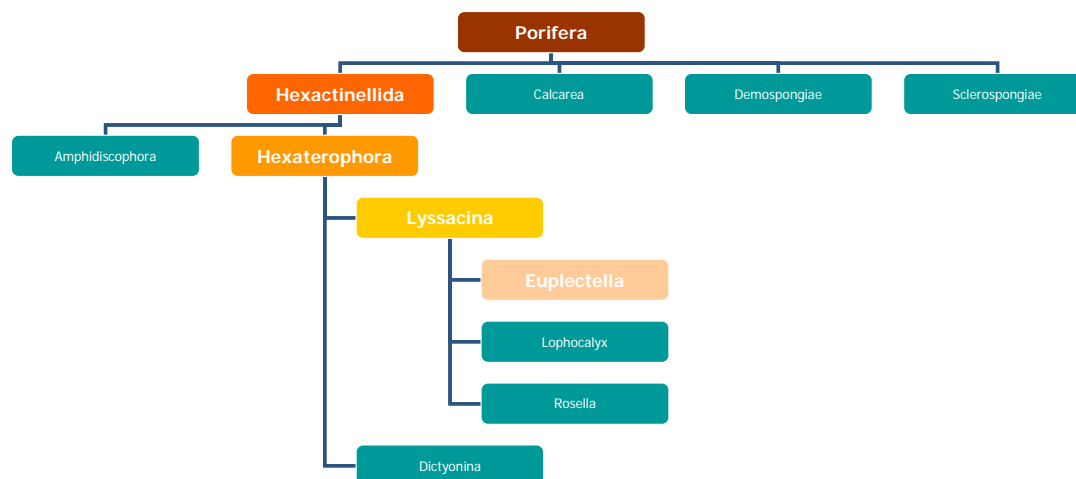 Porifera
Hexactinellida
Calcarea
Demospongiae
Sclerospongiae
Amphidiscophora
Hexaterophora
Lyssacina
Euplectella
Lophocalyx
Rosella
Dictyonina